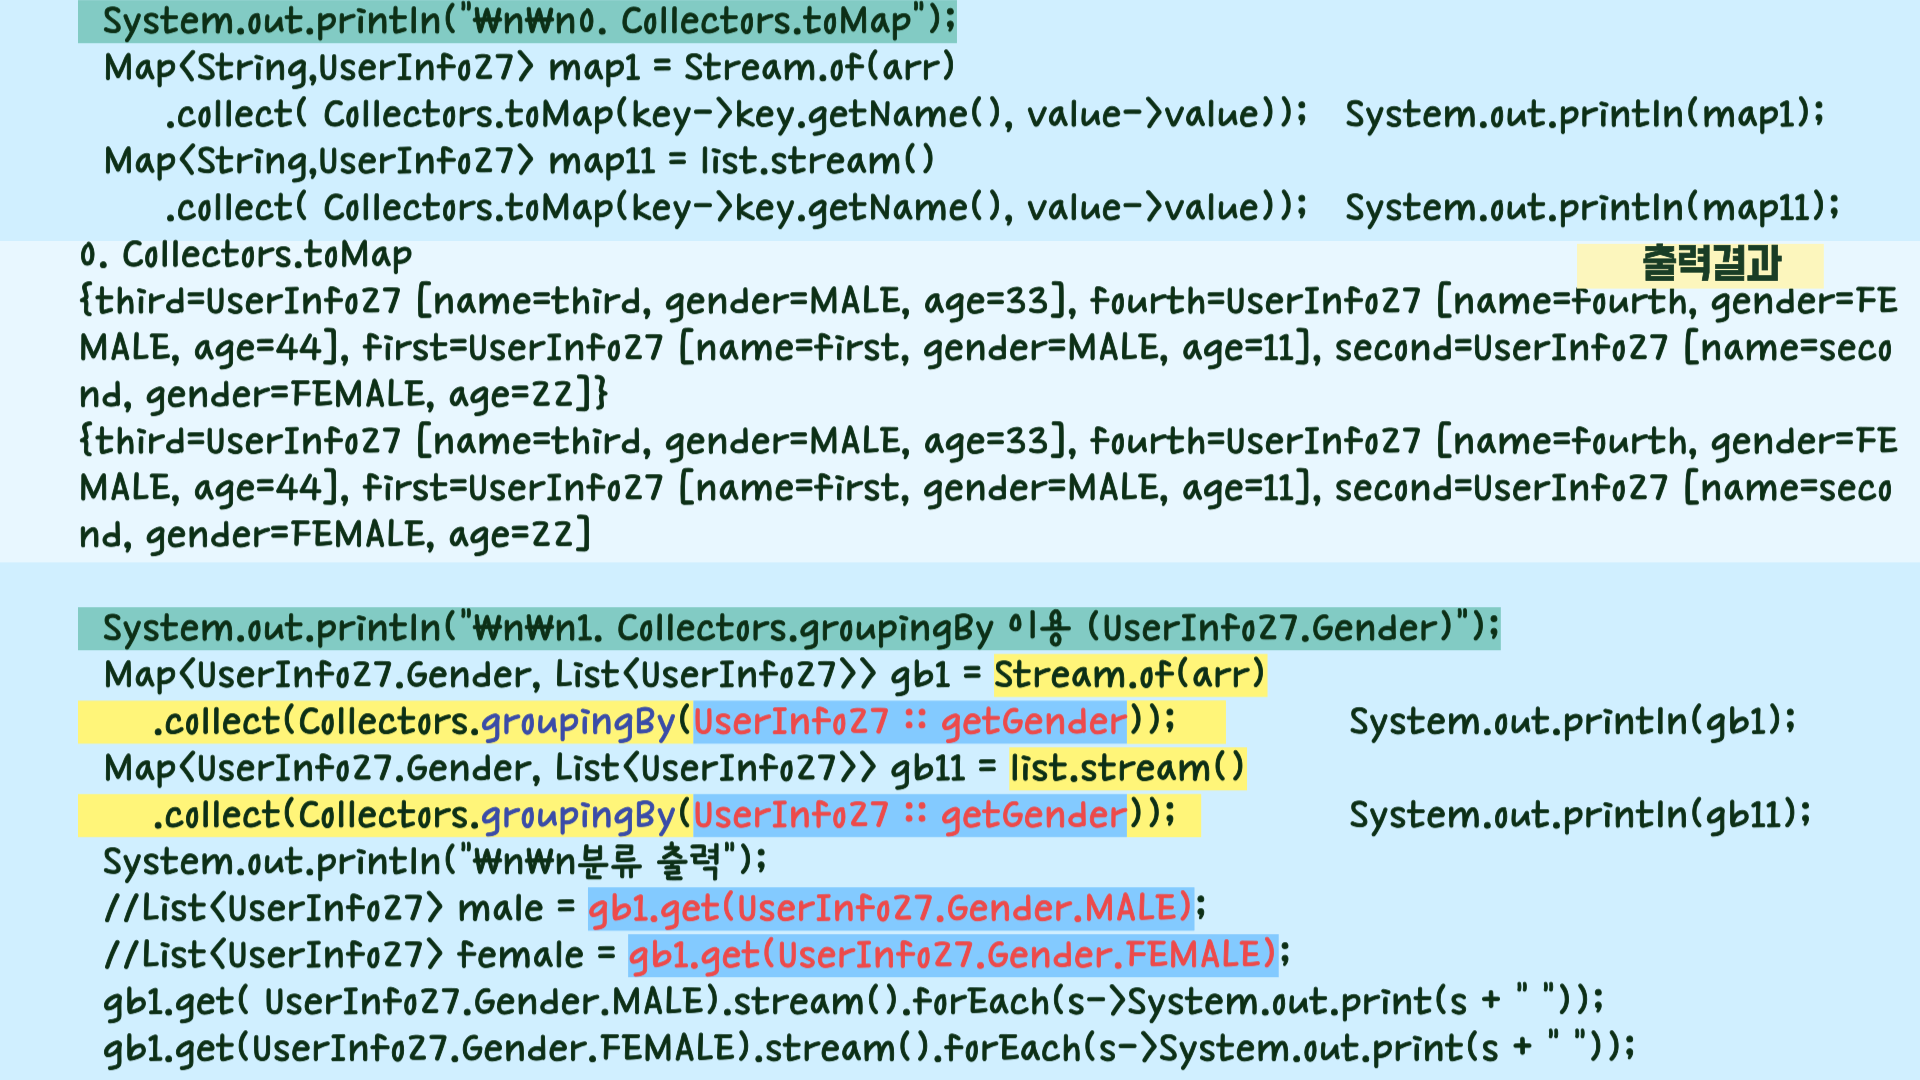 System.out.println("₩n₩n0. Collectors.toMap");
Map<String,UserInfo27> map1 = Stream.of(arr)
.collect( Collectors.toMap(key->key.getName(), value->value)); System.out.println(map1);
Map<String,UserInfo27> map11 = list.stream()
.collect( Collectors.toMap(key->key.getName(), value->value)); System.out.println(map11);
0. Collectors.toMap
출력결과
{third=UserInfo27 [name=third, gender=MALE, age=33], fourth=UserInfo27 [name=fourth, gender=FE
MALE, age=44], first=UserInfo27 [name=first, gender=MALE, age=11], second=UserInfo27 [name=seco
nd, gender=FEMALE, age=22]}
{third=UserInfo27 [name=third, gender=MALE, age=33], fourth=UserInfo27 [name=fourth, gender=FE
MALE, age=44], first=UserInfo27 [name=first, gender=MALE, age=11], second=UserInfo27 [name=seco
nd, gender=FEMALE, age=22]
System.out.println("₩n₩n1. Collectors.groupingBy 이용 (UserInfo27.Gender)");
Map<UserInfo27.Gender, List<UserInfo27>> gb1 = Stream.of(arr)
.collect(Collectors.groupingBy(UserInfo27 :: getGender)); System.out.println(gb1);
Map<UserInfo27.Gender, List<UserInfo27>> gb11 = list.stream()
.collect(Collectors.groupingBy(UserInfo27 :: getGender)); System.out.println(gb11);
System.out.println("₩n₩n분류 출력");
//List<UserInfo27> male = gb1.get(UserInfo27.Gender.MALE);
//List<UserInfo27> female = gb1.get(UserInfo27.Gender.FEMALE);
gb1.get( UserInfo27.Gender.MALE).stream().forEach(s->System.out.print(s + " "));
gb1.get(UserInfo27.Gender.FEMALE).stream().forEach(s->System.out.print(s + " "));